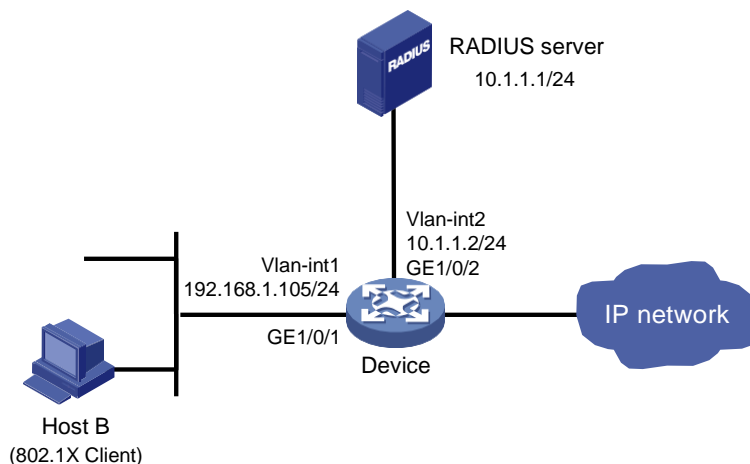 RADIUS
RADIUS server
10.1.1.1/24
Vlan-int2
10.1.1.2/24
GE1/0/2
Vlan-int1
192.168.1.105/24
GE1/0/1
Device
IP network
Host B
(802.1X Client)